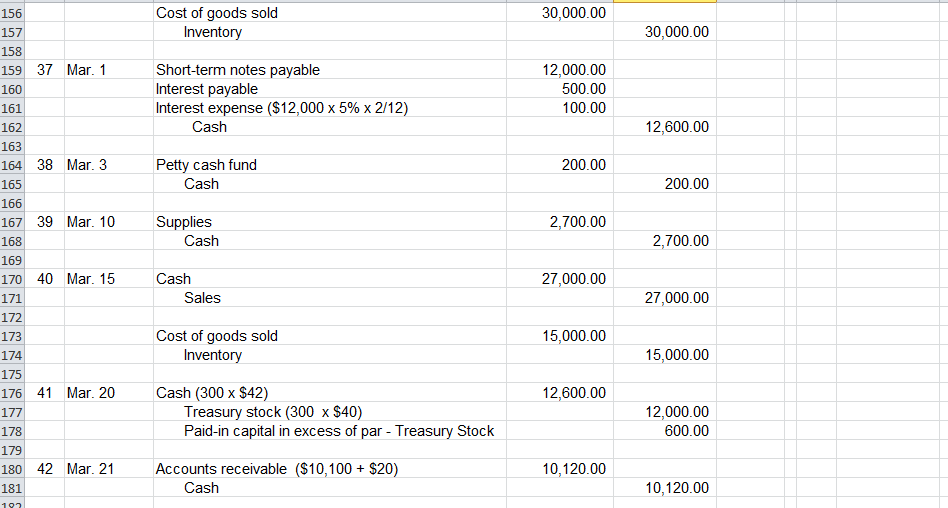 156 Cost of goods sold 30,000.00
157 Inventory 30,000.00
158
159 37 Mar. 1 Short-term notes payable 12,000.00
160 Interest payable 500.00
161 Interest expense ($12,000 x 5% x 2/12) 100.00
162 Cash 12,600.00
163
164 38 Mar. 3 Petty cash fund 200.00
165 Cash 200.00
166
167 39 Mar. 10 Supplies 2,700.00
168 Cash 2,700.00
169
170 40 Mar. 15 Cash 27,000.00
171 Sales 27,000.00
172
173 Cost of goods sold 15,000.00
174 Inventory 15,000.00
175
176 41 Mar. 20 Cash (300 x $42) 12,600.00
177 Treasury stock (300 x $40) 12,000.00
178 Paid-in capital in excess of par - Treasury Stock 600.00
179
180 42 Mar. 21 Accounts receivable ($10,100 + $20) 10,120.00
181 Cash 10,120.00
182